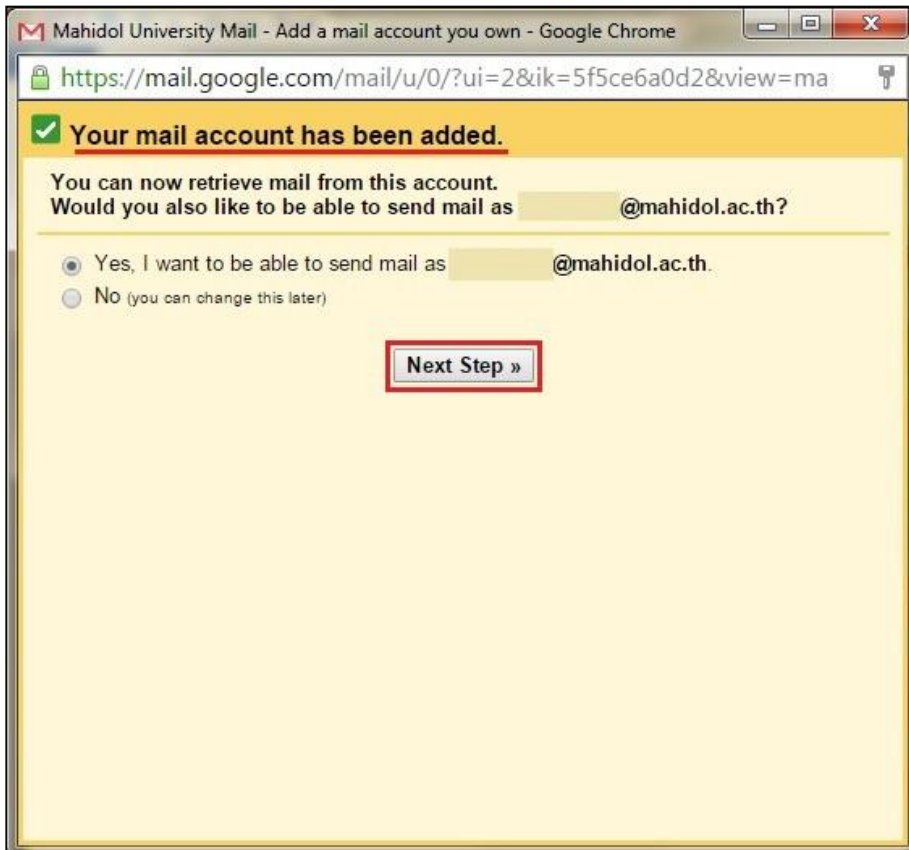 Mahidol University Mail - Add a mail account you own - Google Chrome
https://mail.google.com/mail/u/0/?ui=2&ik=5f5ce6a0d2&view=ma
Your mail account has been added.
You can now retrieve mail from this account.
Would you also like to be able to send mail as @mahidol.ac.th?
Yes, I want to be able to send mail as @mahidol.ac.th.
No (you can change this later)
Next Step »